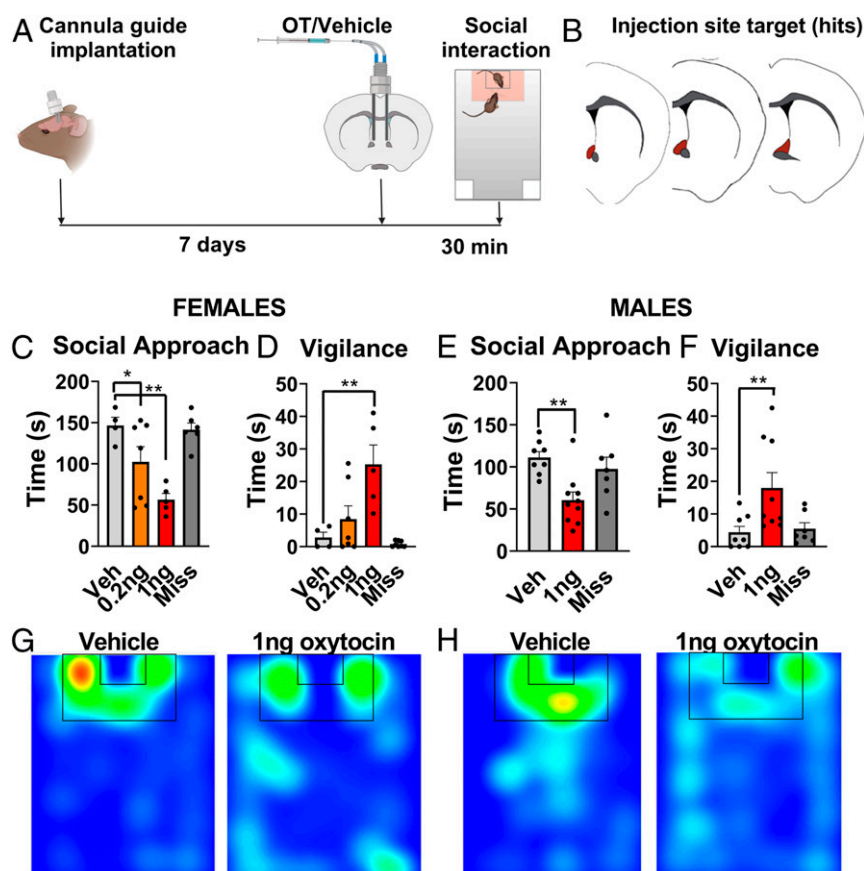 A
Cannula guide
implantation
OT/Vehicle
Social
interaction
7 days
30 min
B
Injection site target (hits)
FEMALES
MALES
C
Social Approach
Time (s)
200
150
100
50
0
*
**
Veh
0.2ng
1ng
Miss
D
Vigilance
Time (s)
50
40
30
20
10
0
**
Veh
0.2ng
1ng
Miss
E
Social Approach
Time (s)
200
150
100
50
0
**
Veh
1ng
Miss
F
Vigilance
Time (s)
50
40
30
20
10
0
**
Veh
1ng
Miss
G
Vehicle
1ng oxytocin
H
Vehicle
1ng oxytocin